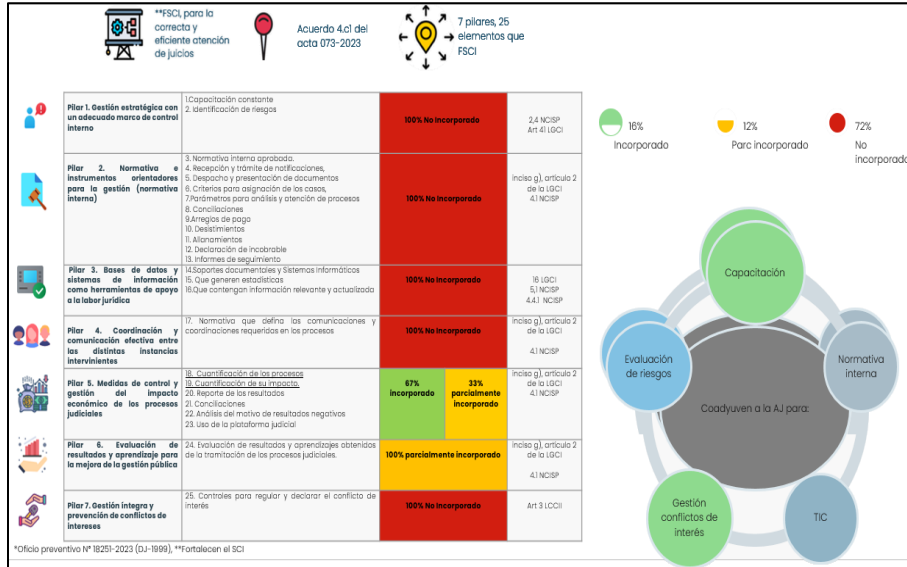 **FSCI, para la
correcta y
eficiente atención
de juicios
Acuerdo 4.c1 del
acta 073-2023
7 pilares, 25
elementos que
FSCI
Pilar 1. Gestión estratégica con
un adecuado marco de control
interno
1.Capacitación constante
2. Identificación de riesgos
100% No Incorporado
2,4 NCISP
Art 41 LGCI
Pilar 2. Normativa e
instrumentos orientadores
para la gestión (normativa
interna)
3. Normativa interna aprobada.
4. Recepción y trámite de notificaciones,
5. Despacho y presentación de documentos
6. Criterios para asignación de los casos,
7.Parámetros para análisis y atención de procesos
8. Conciliaciones
9.Arreglos de pago
10. Desistimientos
11. Allanamientos
12. Declaración de incobrable
13. Informes de seguimiento
100% No Incorporado
inciso g), artículo 2
de la LGCI
4.1 NCISP
Pilar 3. Bases de datos y
sistemas de información
como herramientas de apoyo
a la labor jurídica
14.Soportes documentales y Sistemas Informáticos
15. Que generen estadísticas
16.Que contengan información relevante y actualizada
100% No Incorporado
16 LGCI
5,1 NCISP
4.4.1 NCISP
Pilar 4. Coordinación y
comunicación efectiva entre
las distintas instancias
intervinientes
17. Normativa que defina las comunicaciones y
coordinaciones requeridas en los procesos
100% No Incorporado
inciso g), artículo 2
de la LGCI
4.1 NCISP
Pilar 5. Medidas de control y
gestión del impacto
económico de los procesos
judiciales
18. Cuantificación de los procesos
19. Cuantificación de su impacto.
20. Reporte de los resultados
21. Conciliaciones
22. Análisis del motivo de resultados negativos
23. Uso de la plataforma judicial
67%
incorporado
33%
parcialmente
incorporado
inciso g), artículo 2
de la LGCI
4.1 NCISP
Pilar 6. Evaluación de
resultados y aprendizaje para
la mejora de la gestión pública
24. Evaluación de resultados y aprendizajes obtenidos
de la tramitación de los procesos judiciales.
100% parcialmente incorporado
inciso g), artículo 2
de la LGCI
4.1 NCISP
Pilar 7. Gestión íntegra y
prevención de conflictos de
intereses
25. Controles para regular y declarar el conflicto de
interés
100% No Incorporado
Art 3 LCCII
*Oficio preventivo N° 18251-2023 (DJ-1999), **Fortalecen el SCI
16%
Incorporado
12%
Parc incorporado
72%
No
incorporado
Capacitación
Evaluación
de riesgos
Normativa
interna
Coadyuven a la AJ para:
Gestión
conflictos de
interés
TIC